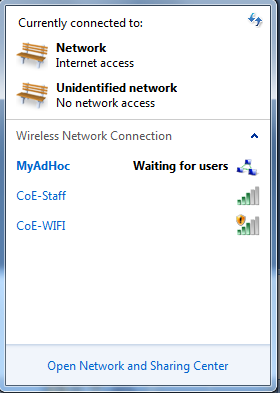 Currently connected to:
Network
Internet access
Unidentified network
No network access
Wireless Network Connection
MyAdHoc Waiting for users
CoE-Staff
CoE-WIFI
Open Network and Sharing Center